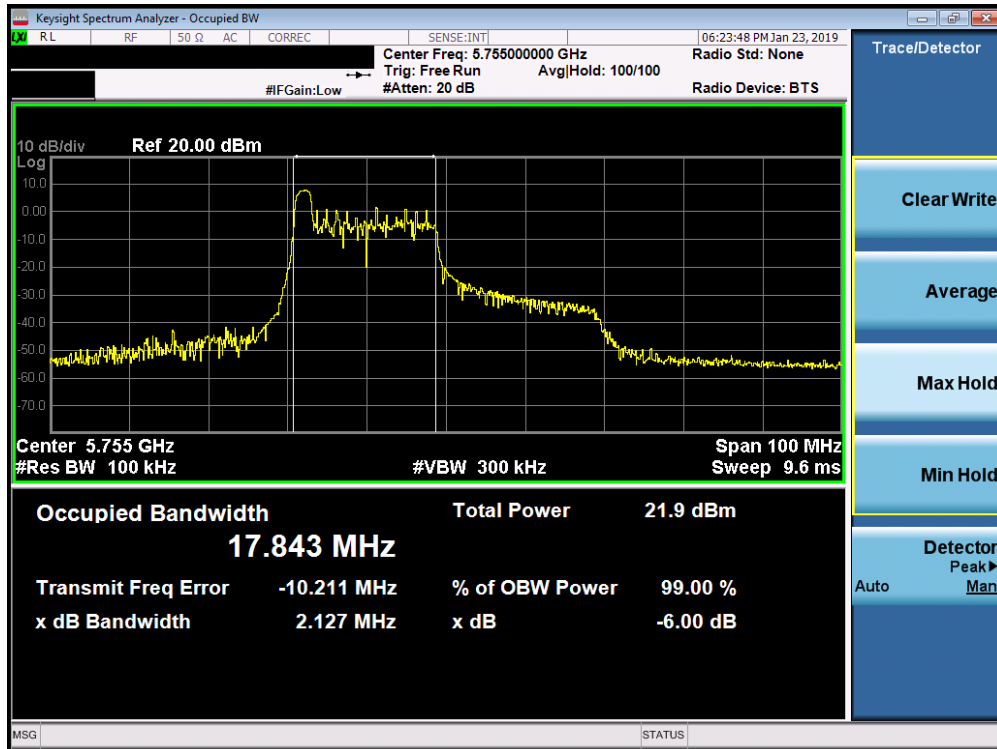 Keysight Spectrum Analyzer - Occupied BW
LXI RL RF 50 Ω AC CORREC SENSE:INT 06:23:48 PM Jan 23, 2019
Center Freq: 5.755000000 GHz Radio Std: None
Trig: Free Run Avg|Hold: 100/100
#IFGain:Low #Atten: 20 dB Radio Device: BTS
10 dB/div Ref 20.00 dBm
Log
10.0
0.00
-10.0
-20.0
-30.0
-40.0
-50.0
-60.0
-70.0
Center 5.755 GHz Span 100 MHz
#Res BW 100 kHz #VBW 300 kHz Sweep 9.6 ms
Occupied Bandwidth Total Power 21.9 dBm
17.843 MHz
Transmit Freq Error -10.211 MHz % of OBW Power 99.00 %
x dB Bandwidth 2.127 MHz x dB -6.00 dB
MSG STATUS
Trace/Detector
Clear Write
Average
Max Hold
Min Hold
Detector
Peak▶
Auto Man